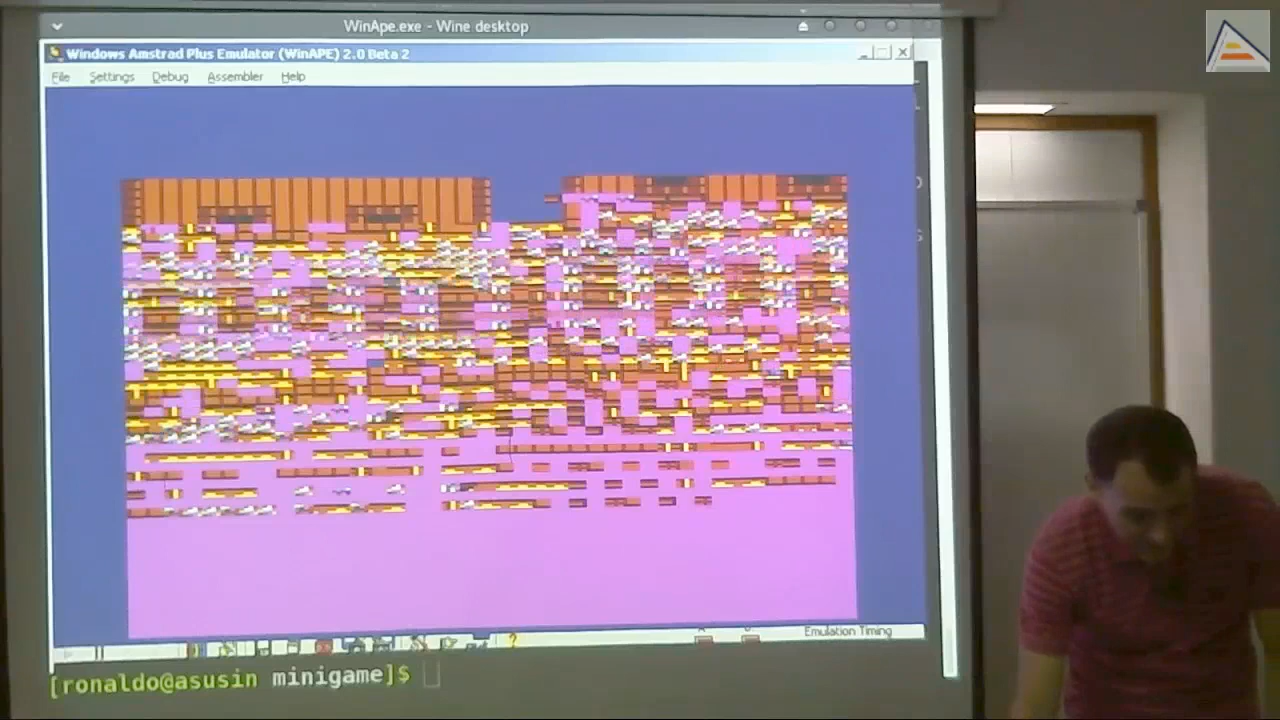 WinApe.exe - Wine desktop
Windows Amstrad Plus Emulator (WinAPE) 2.0 Beta 2
File Settings Debug Assembler Help
Emulation Timing
[ronaldo@asusin minigame]$